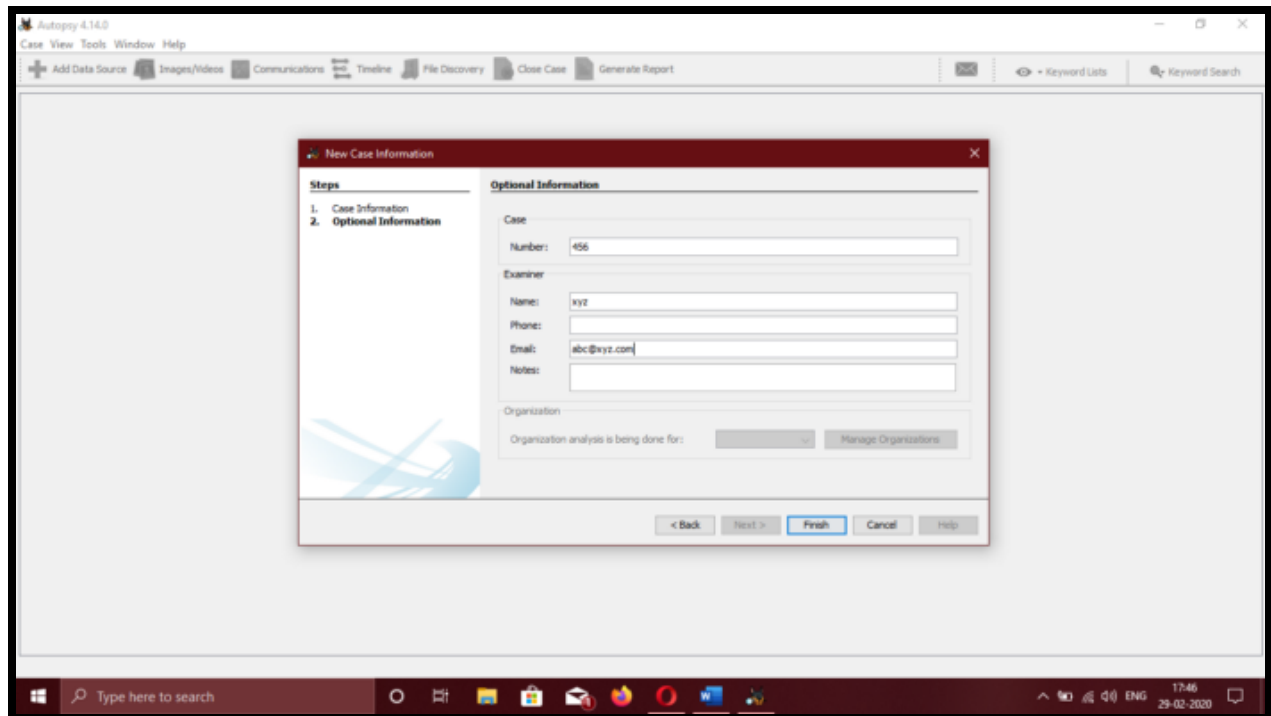 Autopsy 4.14.0
Case View Tools Window Help
Add Data Source Images/Videos Communications Timeline File Discovery Close Case Generate Report Keyword Lists Keyword Search
New Case Information
Steps
1. Case Information
2. Optional Information
Optional Information
Case
Number: 456
Examiner
Name: xyz
Phone:
Email: abc@xyz.com
Notes:
Organization
Organization analysis is being done for: Manage Organizations
< Back Next > Finish Cancel Help
Type here to search
ENG
17:46
29-02-2020